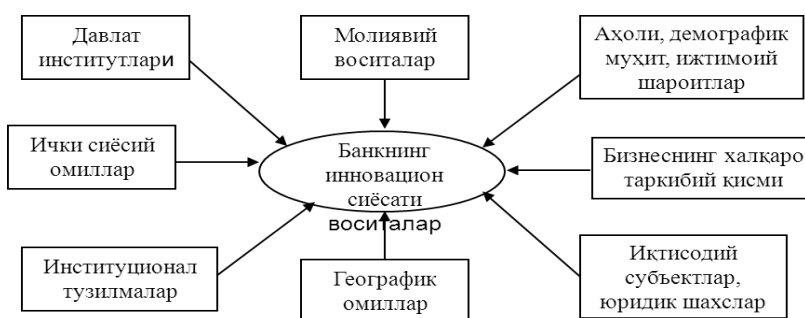 Давлат
институтлари
Молиявий
воситалар
Аҳоли, демографик
муҳит, ижтимоий
шароитлар
Ички сиёсий
омиллар
Банкнинг
инновацион
сиёсати
воситалар
Бизнеснинг халқаро
таркибий қисми
Институционал
тузилмалар
Географик
омиллар
Иқтисодий
субъектлар,
юридик шахслар